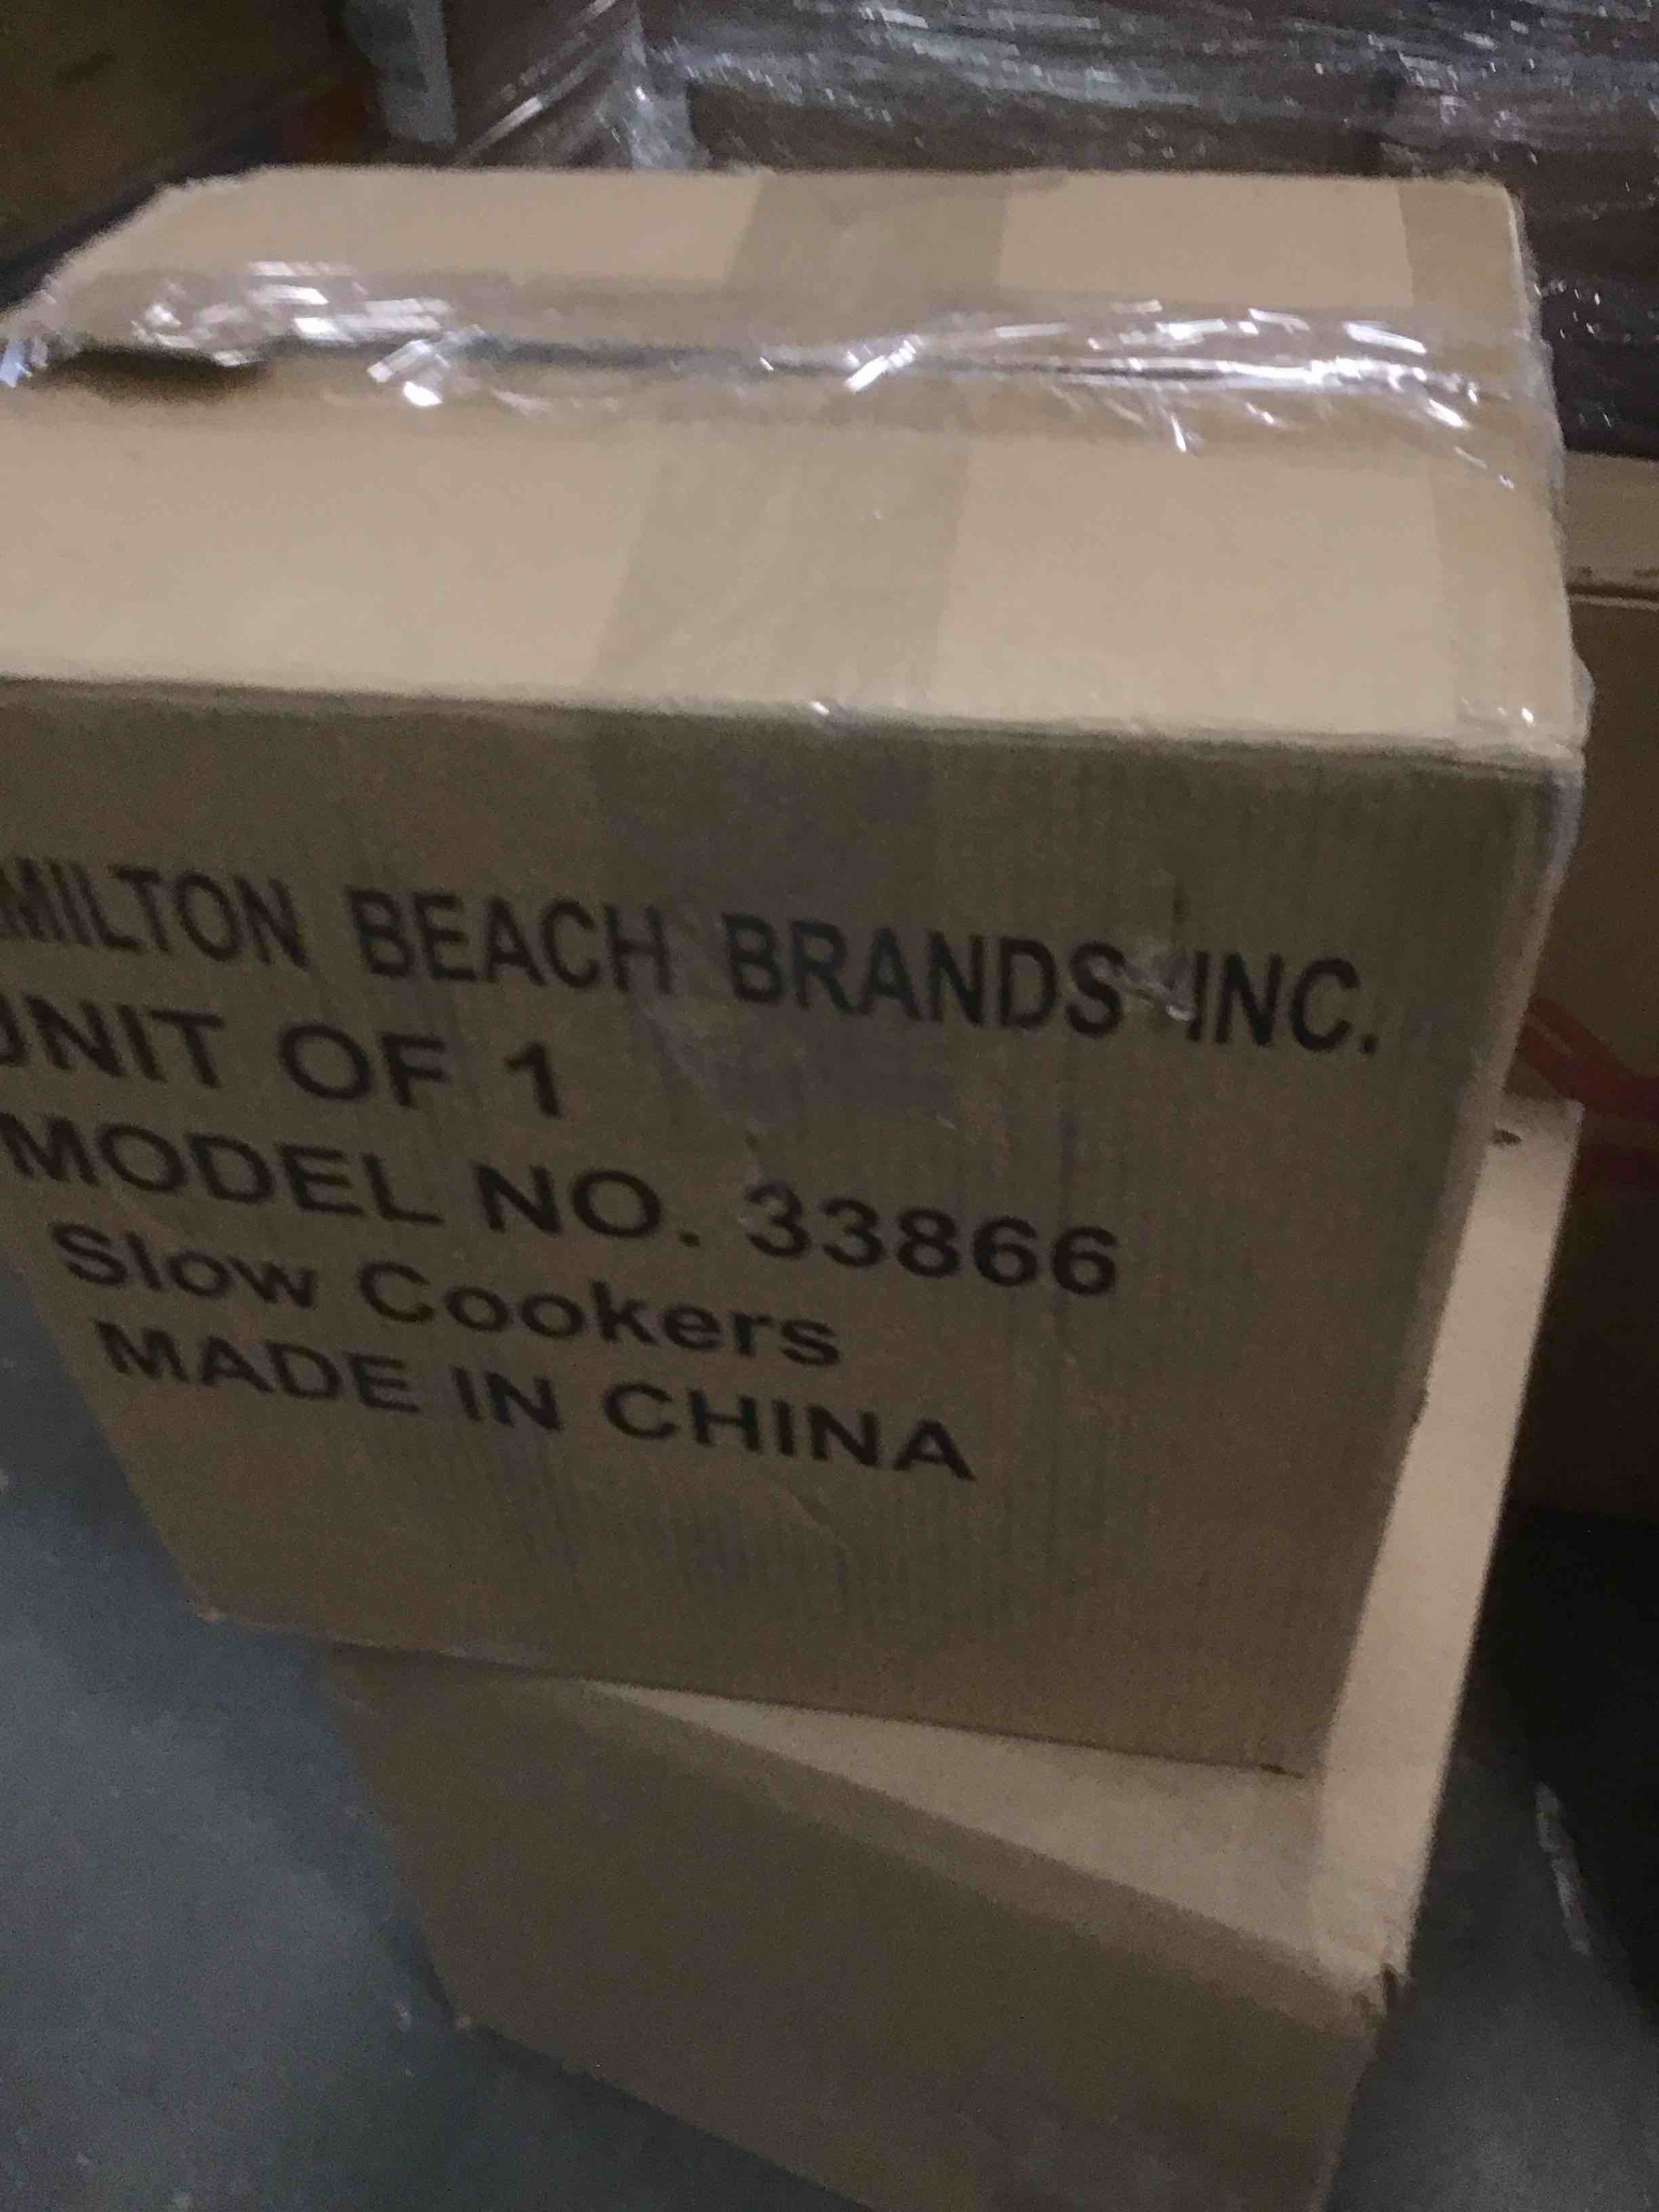 MILTON BEACH BRANDS INC.
UNIT OF 1
MODEL NO. 33866
Slow Cookers
MADE IN CHINA